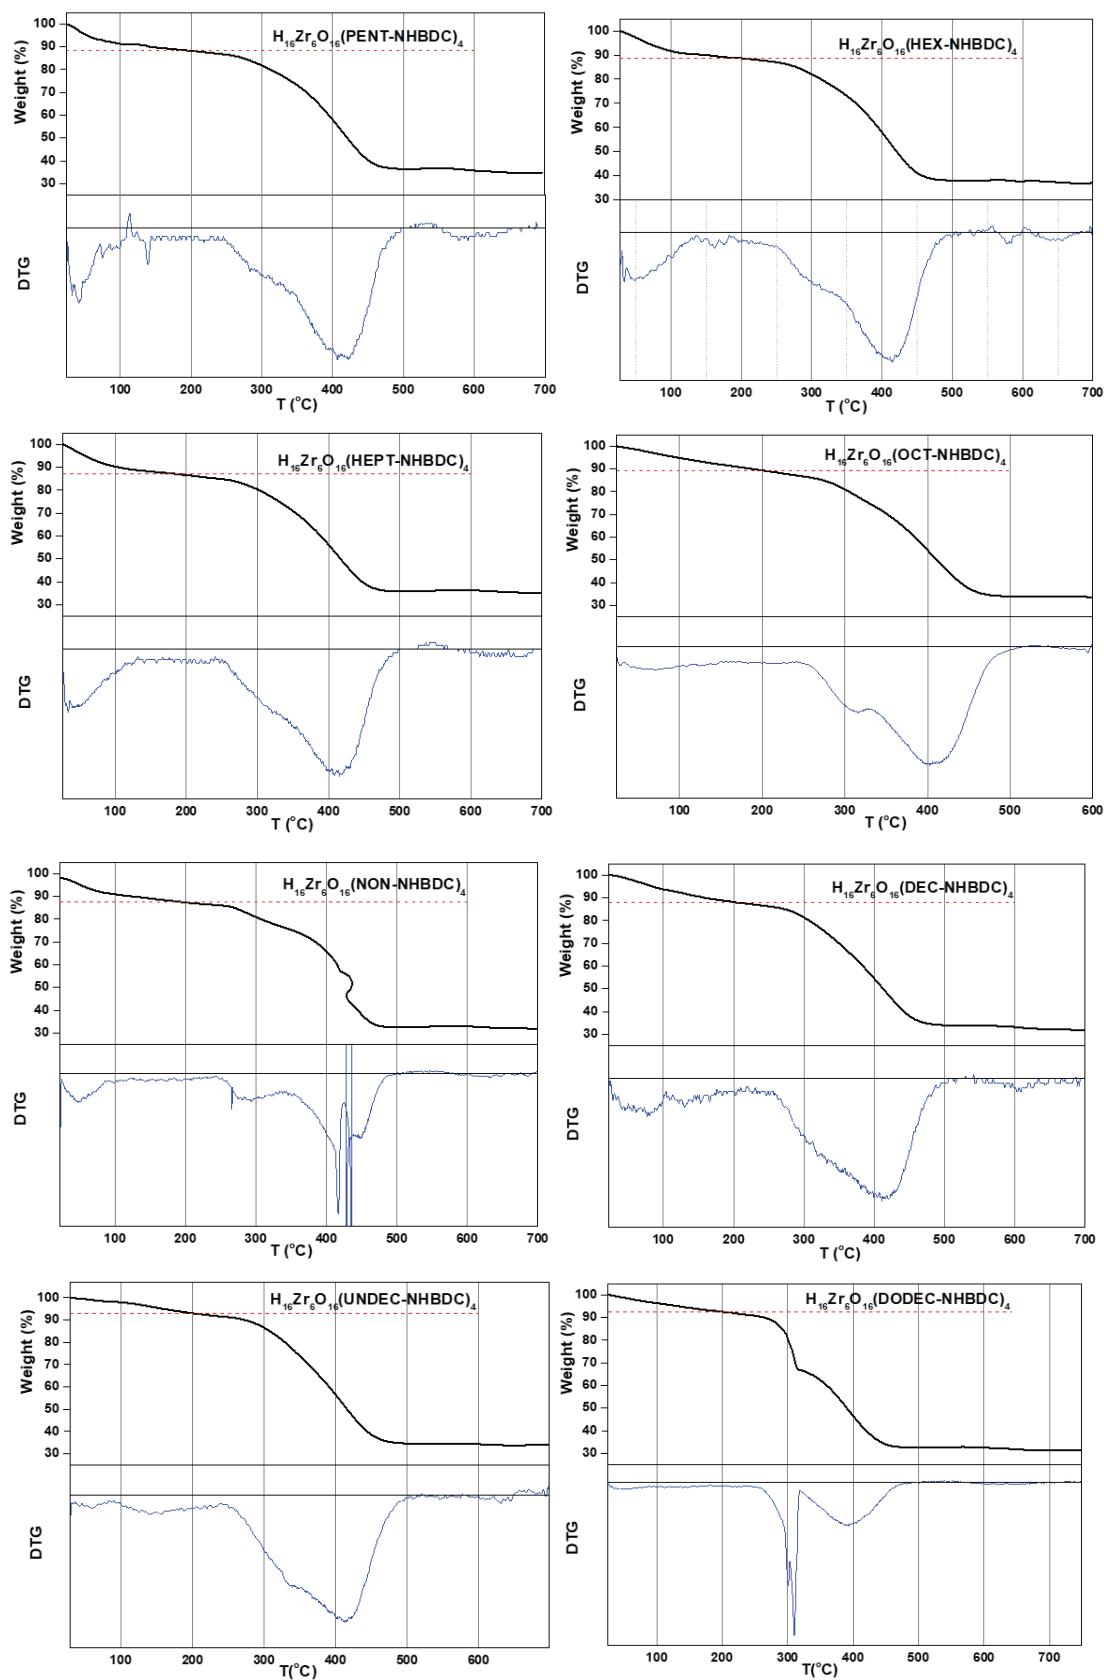 H16Zr6O16(PENT-NHBDC)4
Weight (%)
100
90
80
70
60
50
40
30
DTG
100 200 300 400 500 600 700
T (°C)
H16Zr6O16(HEX-NHBDC)4
Weight (%)
100
90
80
70
60
50
40
30
DTG
100 200 300 400 500 600 700
T (°C)
H16Zr6O16(HEPT-NHBDC)4
Weight (%)
100
90
80
70
60
50
40
30
DTG
100 200 300 400 500 600 700
T (°C)
H16Zr6O16(OCT-NHBDC)4
Weight (%)
100
90
80
70
60
50
40
30
DTG
100 200 300 400 500 600
T (°C)
H16Zr6O16(NON-NHBDC)4
Weight (%)
100
90
80
70
60
50
40
30
DTG
100 200 300 400 500 600 700
T (°C)
H16Zr6O16(DEC-NHBDC)4
Weight (%)
100
90
80
70
60
50
40
30
DTG
100 200 300 400 500 600 700
T (°C)
H16Zr6O16(UNDEC-NHBDC)4
Weight (%)
100
90
80
70
60
50
40
30
DTG
100 200 300 400 500 600
T(°C)
H16Zr6O16(DODEC-NHBDC)4
Weight (%)
100
90
80
70
60
50
40
30
DTG
100 200 300 400 500 600 700
T(°C)